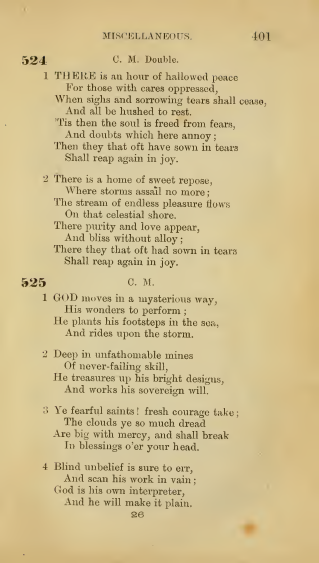 MISCELLANEOUS. 401
524 C. M. Double.
1 THERE is an hour of hallowed peace
For those with cares oppressed,
When sighs and sorrowing tears shall cease,
And all be hushed to rest.
'Tis then the soul is freed from fears,
And doubts which here annoy;
Then they that oft have sown in tears
Shall reap again in joy.
2 There is a home of sweet repose,
Where storms assail no more;
The stream of endless pleasure flows
On that celestial shore.
There purity and love appear,
And bliss without alloy;
There they that oft had sown in tears
Shall reap again in joy.
525 C. M.
1 GOD moves in a mysterious way,
His wonders to perform;
He plants his footsteps in the sea,
And rides upon the storm.
2 Deep in unfathomable mines
Of never-failing skill,
He treasures up his bright designs,
And works his sovereign will.
3 Ye fearful saints! fresh courage take;
The clouds ye so much dread
Are big with mercy, and shall break
In blessings o'er your head.
4 Blind unbelief is sure to err,
And scan his work in vain;
God is his own interpreter,
And he will make it plain.
26